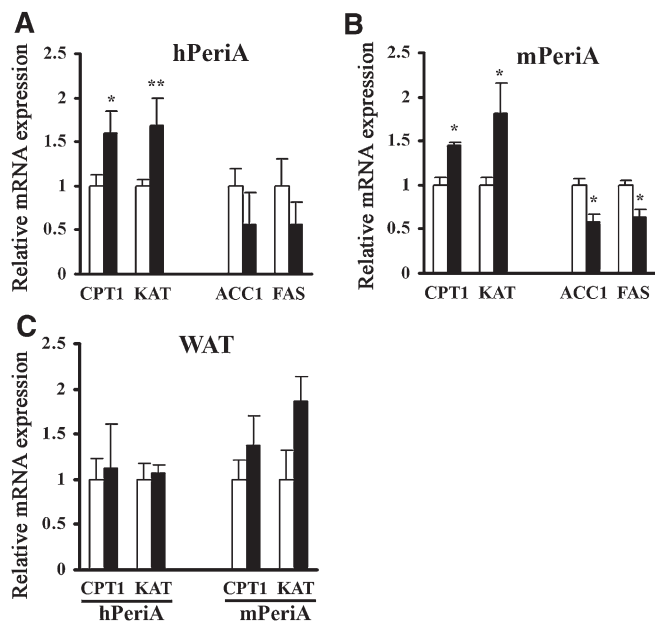 A
hPeriA
Relative mRNA expression
2.5
2
1.5
1
0.5
0
* ** 
CPT1 KAT ACC1 FAS
B
mPeriA
Relative mRNA expression
2.5
2
1.5
1
0.5
0
* * * *
CPT1 KAT ACC1 FAS
C
WAT
Relative mRNA expression
2.5
2
1.5
1
0.5
0
CPT1 KAT CPT1 KAT
hPeriA mPeriA